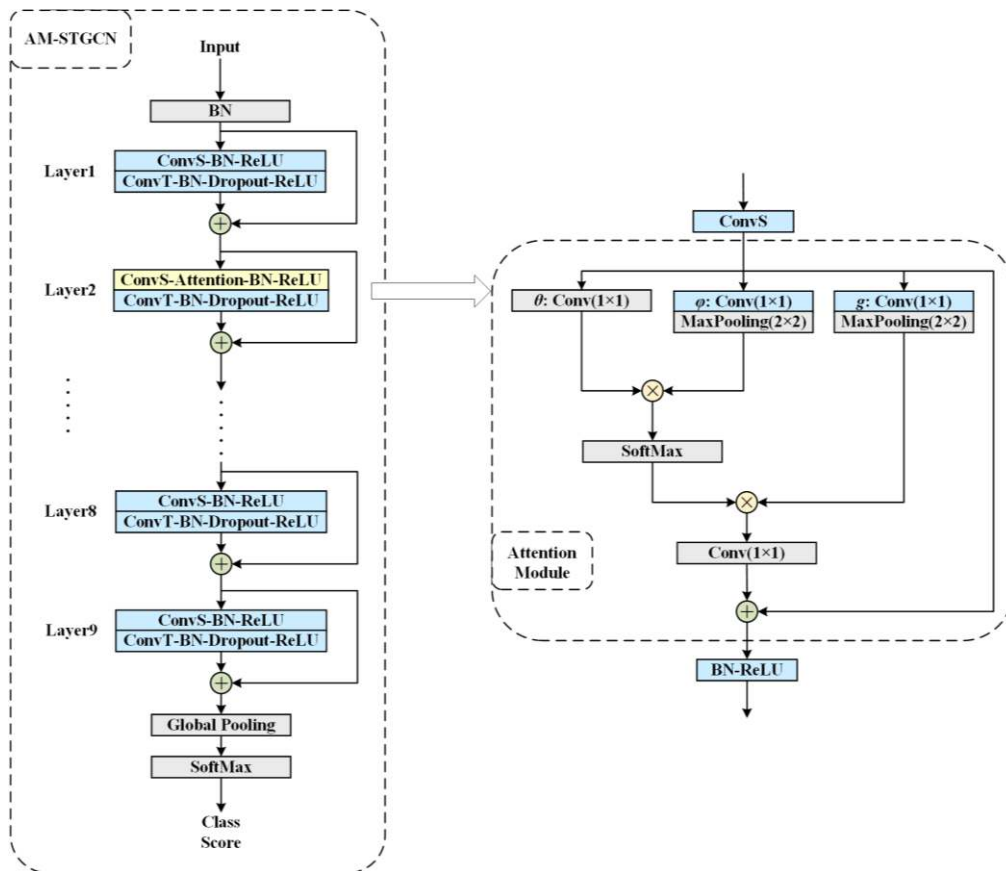 AM-STGCN
Input
BN
Layer1
ConvS-BN-ReLU
ConvT-BN-Dropout-ReLU
+
Layer2
ConvS-Attention-BN-ReLU
ConvT-BN-Dropout-ReLU
+
Layer8
ConvS-BN-ReLU
ConvT-BN-Dropout-ReLU
+
Layer9
ConvS-BN-ReLU
ConvT-BN-Dropout-ReLU
+
Global Pooling
SoftMax
Class
Score
ConvS
θ: Conv(1×1)
φ: Conv(1×1)
MaxPooling(2×2)
g: Conv(1×1)
MaxPooling(2×2)
×
SoftMax
×
Conv(1×1)
Attention
Module
+
BN-ReLU